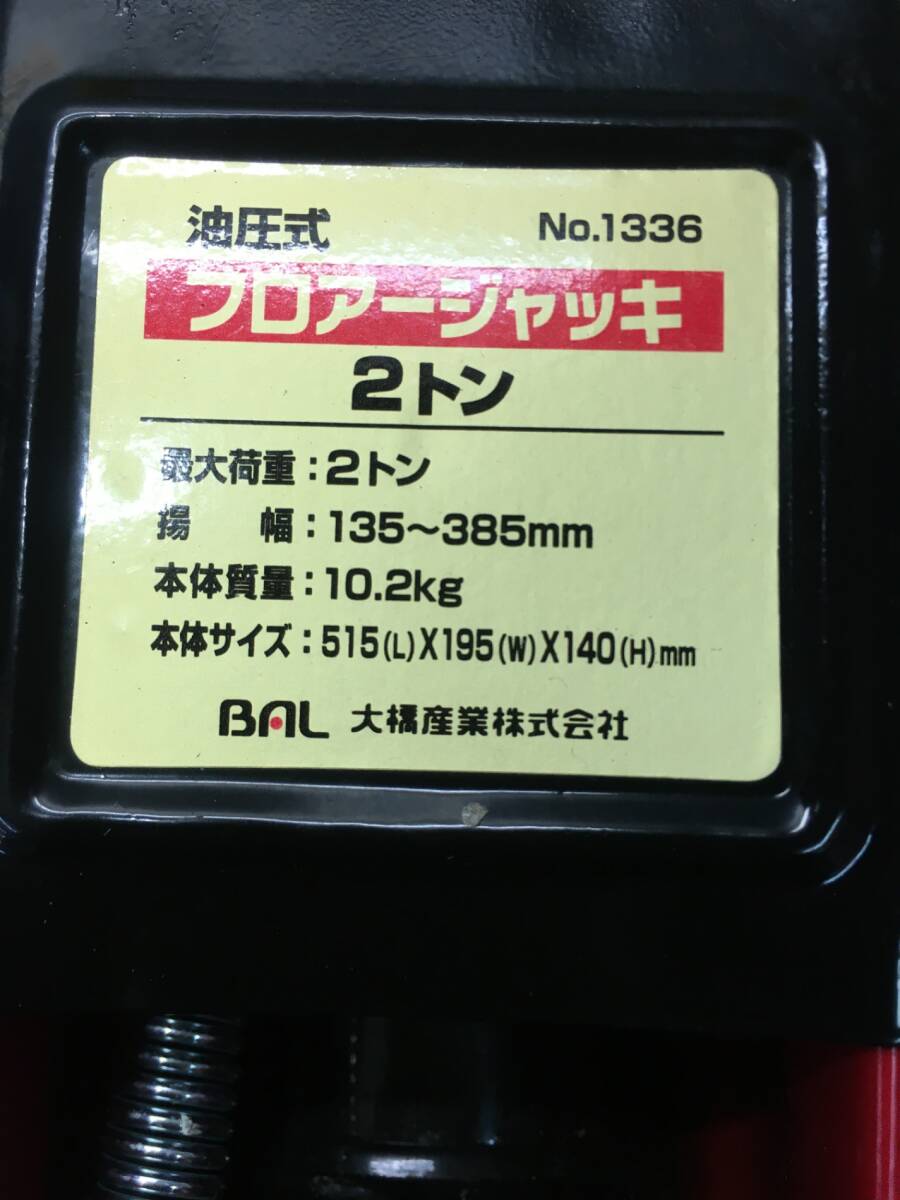 油圧式 No.1336
フロアージャッキ
2トン
最大荷重：2トン
揚　幅：135～385mm
本体質量：10.2kg
本体サイズ：515(L)X195(W)X140(H)mm
BAL 大橋産業株式会社